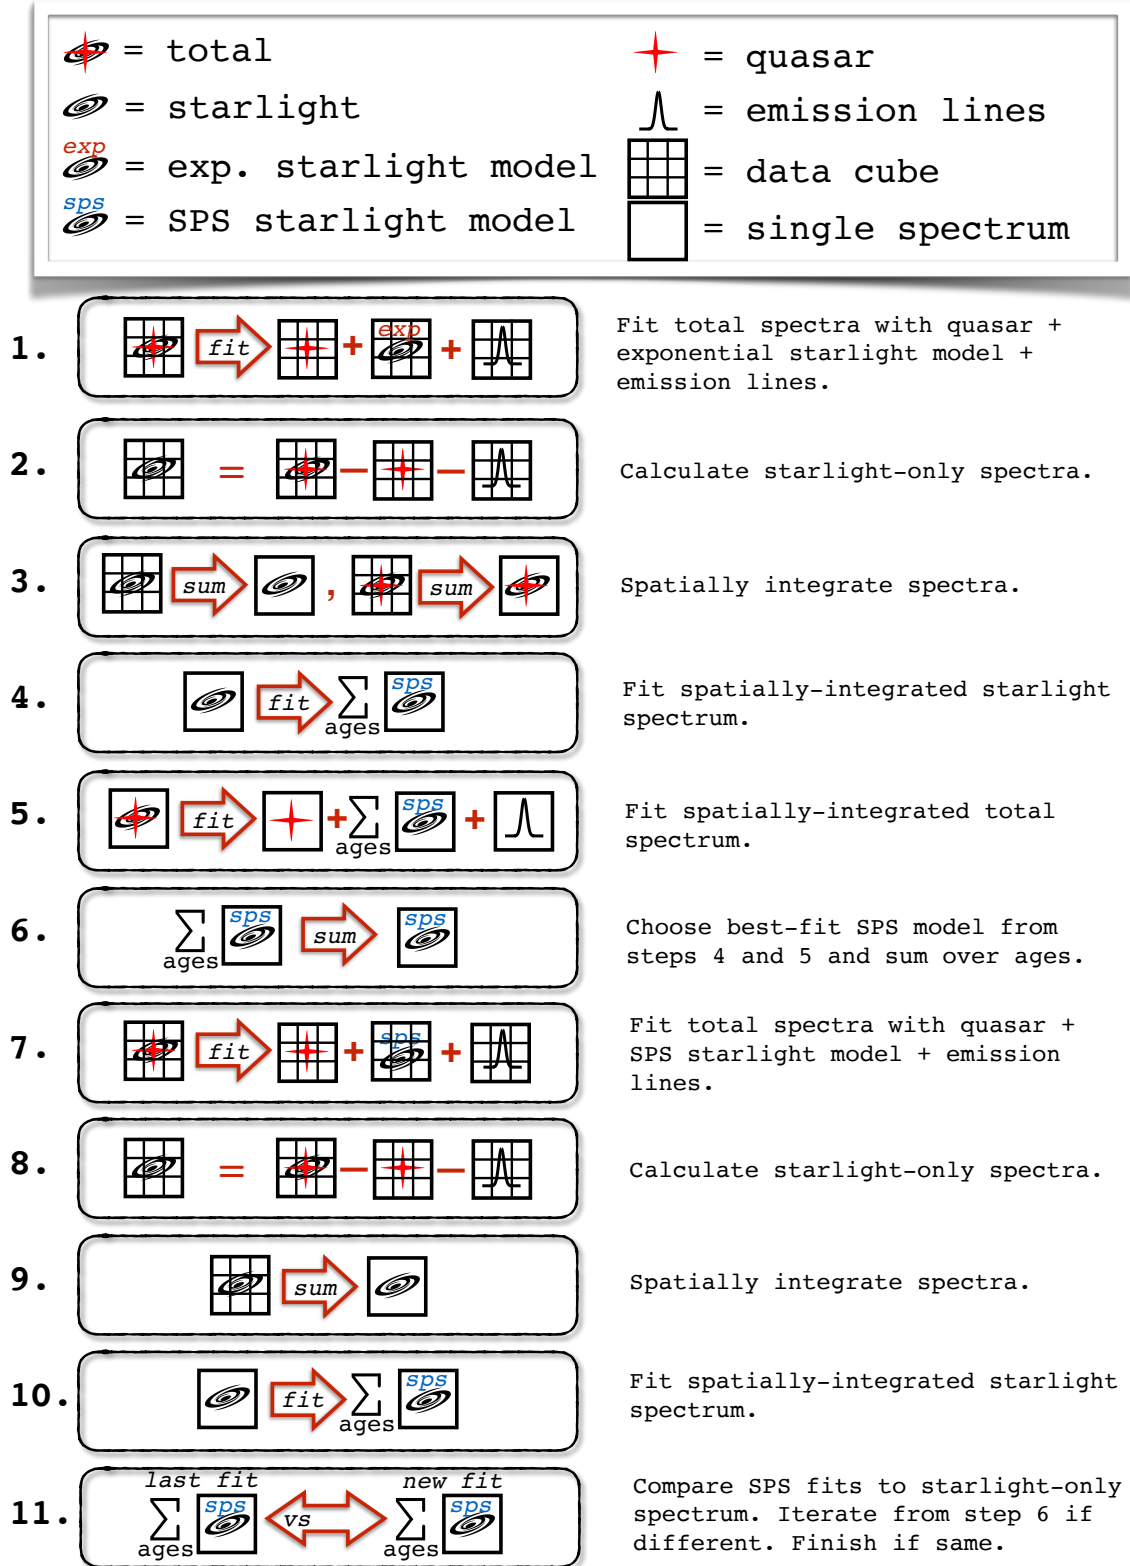 = total
= starlight
exp
= exp. starlight model
sps
= SPS starlight model
= quasar
= emission lines
= data cube
= single spectrum
1.
fit
+
exp
+
Fit total spectra with quasar +
exponential starlight model +
emission lines.
2.
= − −
Calculate starlight-only spectra.
3.
sum
,
sum
Spatially integrate spectra.
4.
fit
∑
ages
sps
Fit spatially-integrated starlight
spectrum.
5.
fit
+
∑
ages
sps
+
Fit spatially-integrated total
spectrum.
6.
∑
ages
sps
sum
sps
Choose best-fit SPS model from
steps 4 and 5 and sum over ages.
7.
fit
+
sps
+
Fit total spectra with quasar +
SPS starlight model + emission
lines.
8.
= − −
Calculate starlight-only spectra.
9.
sum
Spatially integrate spectra.
10.
fit
∑
ages
sps
Fit spatially-integrated starlight
spectrum.
11.
last fit
∑
ages
sps
vs
new fit
∑
ages
sps
Compare SPS fits to starlight-only
spectrum. Iterate from step 6 if
different. Finish if same.